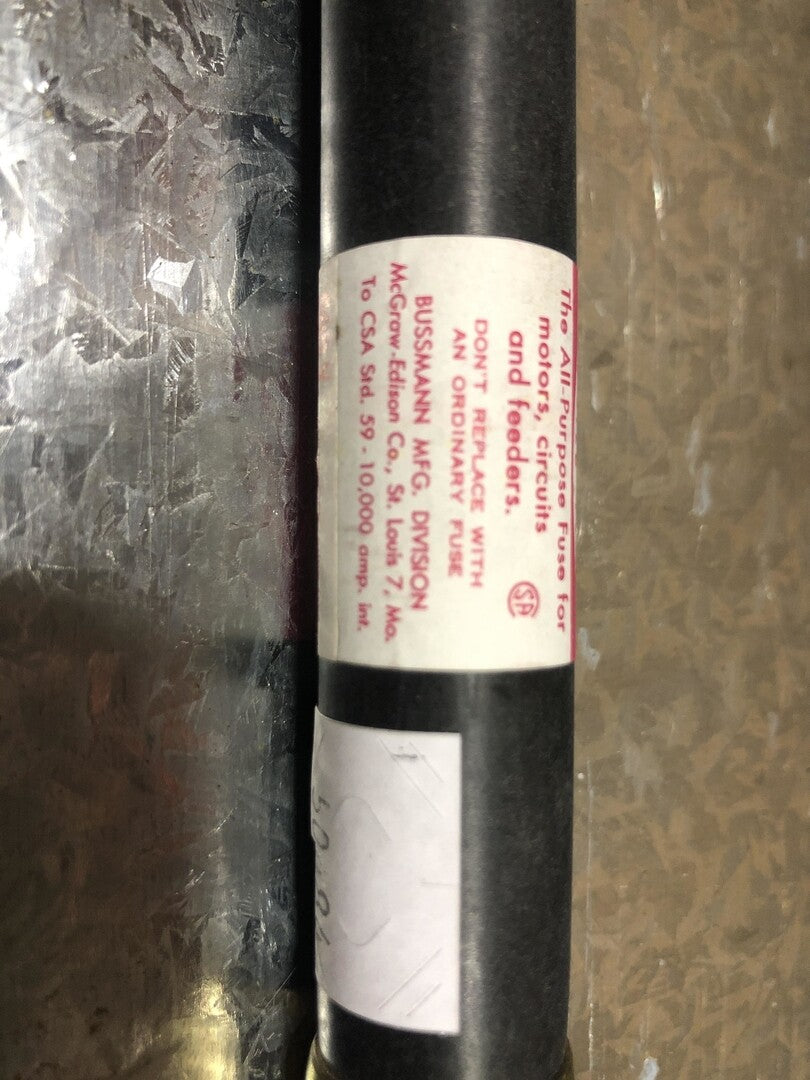 The All-Purpose Fuse for
motors, circuits
and feeders.
SA
DON'T REPLACE WITH
AN ORDINARY FUSE
BUSSMANN MFG. DIVISION
McGraw-Edison Co., St. Louis 7, Mo.
To CSA Std. 59 - 10,000 amp. int.